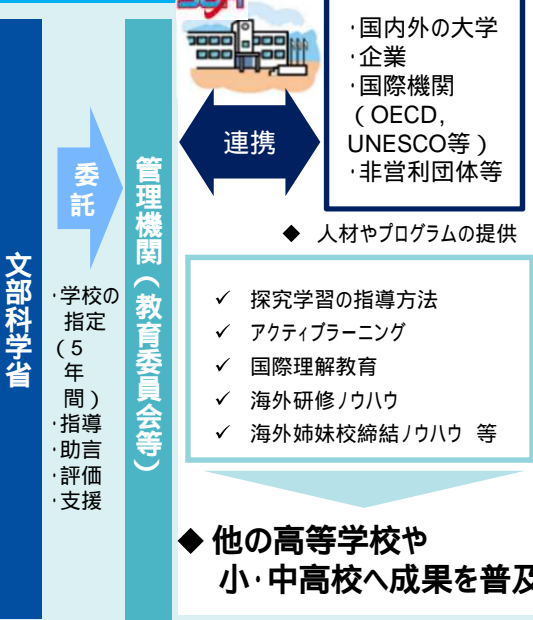 文部科学省
委
託
·学校の
指定
(5
年
間)
·指導
·助言
·評価
·支援
管理機関(教育委員会等)
連携
·国内外の大学
·企業
·国際機関
(OECD,
UNESCO等)
·非営利団体等
◆ 人材やプログラムの提供
✓ 探究学習の指導方法
✓ アクティブラーニング
✓ 国際理解教育
✓ 海外研修ノウハウ
✓ 海外姉妹校締結ノウハウ 等
◆ 他の高等学校や
小·中高校へ成果を普及